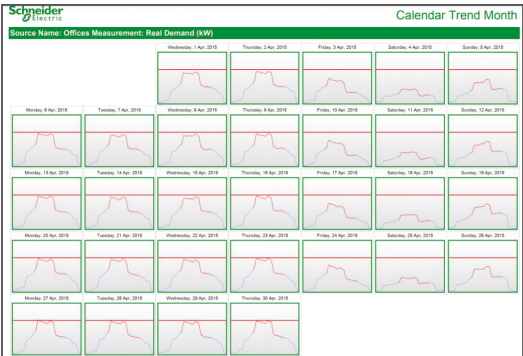 Schneider
Electric
Calendar Trend Month
Source Name: Offices Measurement: Real Demand (kW)
Wednesday, 1 Apr, 2015
Thursday, 2 Apr, 2015
Friday, 3 Apr, 2015
Saturday, 4 Apr, 2015
Sunday, 5 Apr, 2015
Monday, 6 Apr, 2015
Tuesday, 7 Apr, 2015
Wednesday, 8 Apr, 2015
Thursday, 9 Apr, 2015
Friday, 10 Apr, 2015
Saturday, 11 Apr, 2015
Sunday, 12 Apr, 2015
Monday, 13 Apr, 2015
Tuesday, 14 Apr, 2015
Wednesday, 15 Apr, 2015
Thursday, 16 Apr, 2015
Friday, 17 Apr, 2015
Saturday, 18 Apr, 2015
Sunday, 19 Apr, 2015
Monday, 20 Apr, 2015
Tuesday, 21 Apr, 2015
Wednesday, 22 Apr, 2015
Thursday, 23 Apr, 2015
Friday, 24 Apr, 2015
Saturday, 25 Apr, 2015
Sunday, 26 Apr, 2015
Monday, 27 Apr, 2015
Tuesday, 28 Apr, 2015
Wednesday, 29 Apr, 2015
Thursday, 30 Apr, 2015